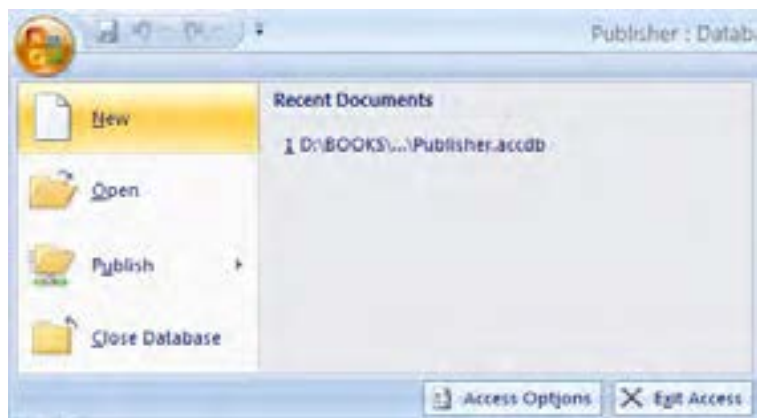 Publisher : Datab
New
Open
Publish
Close Database
Recent Documents
1 D:\BOOKS\...\Publisher.accdb
Access Options
Exit Access